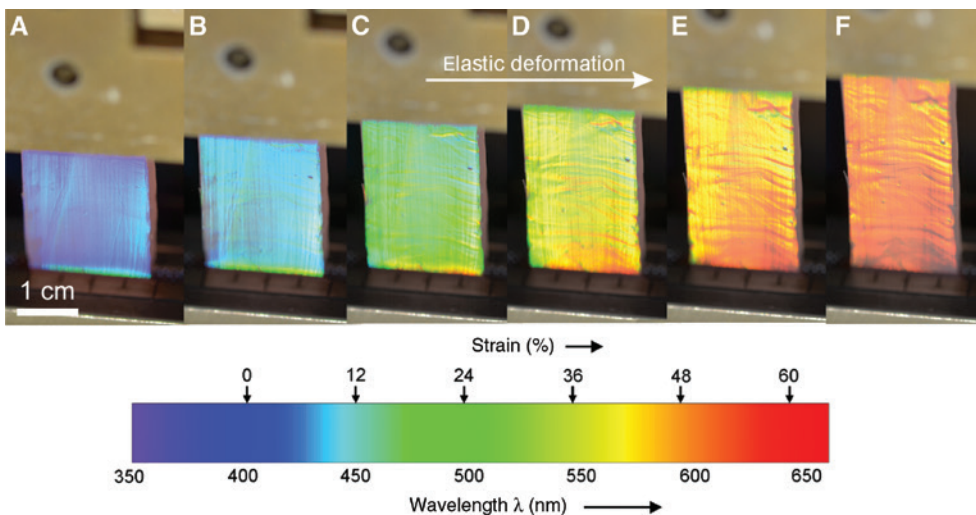 A B C D E F
Elastic deformation
1 cm
Strain (%)
0 12 24 36 48 60
350 400 450 500 550 600 650
Wavelength λ (nm)